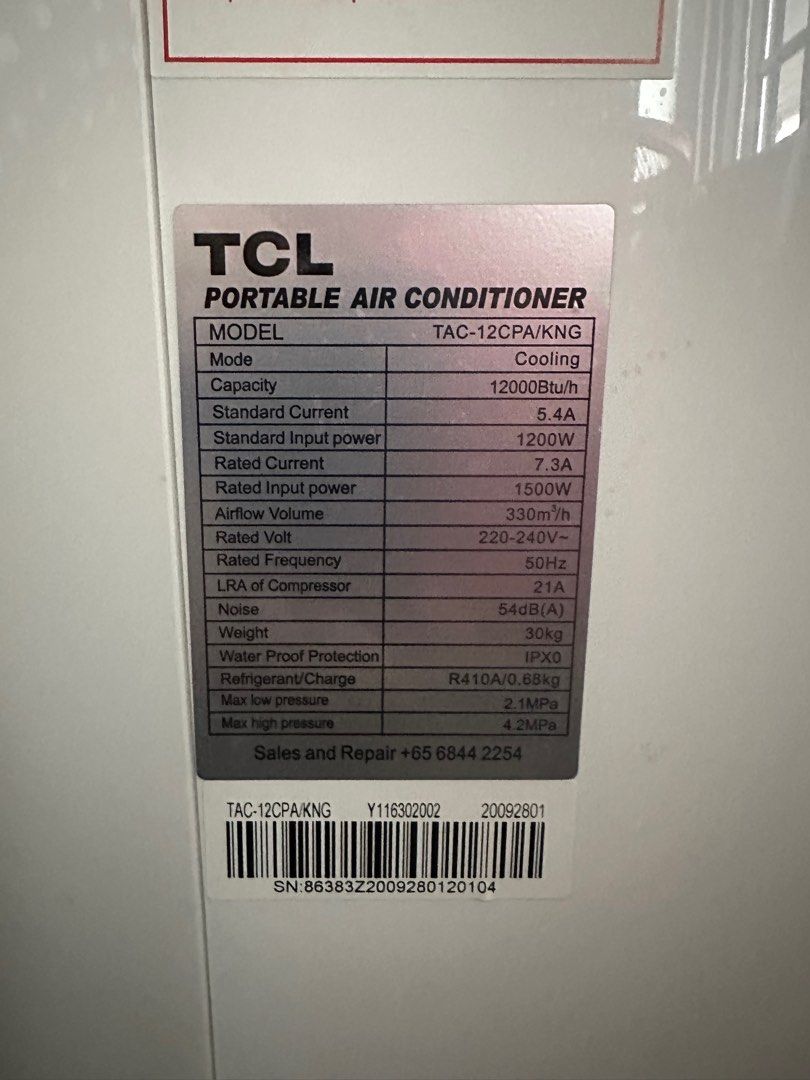 TCL
PORTABLE AIR CONDITIONER
MODEL TAC-12CPA/KNG
Mode Cooling
Capacity 12000Btu/h
Standard Current 5.4A
Standard Input power 1200W
Rated Current 7.3A
Rated Input power 1500W
Airflow Volume 330m³/h
Rated Volt 220-240V~
Rated Frequency 50Hz
LRA of Compressor 21A
Noise 54dB(A)
Weight 30kg
Water Proof Protection IPX0
Refrigerant/Charge R410A/0.68kg
Max low pressure 2.1MPa
Max high pressure 4.2MPa
Sales and Repair +65 6844 2254
TAC-12CPA/KNG Y116302002 20092801
SN:86383Z2009280120104